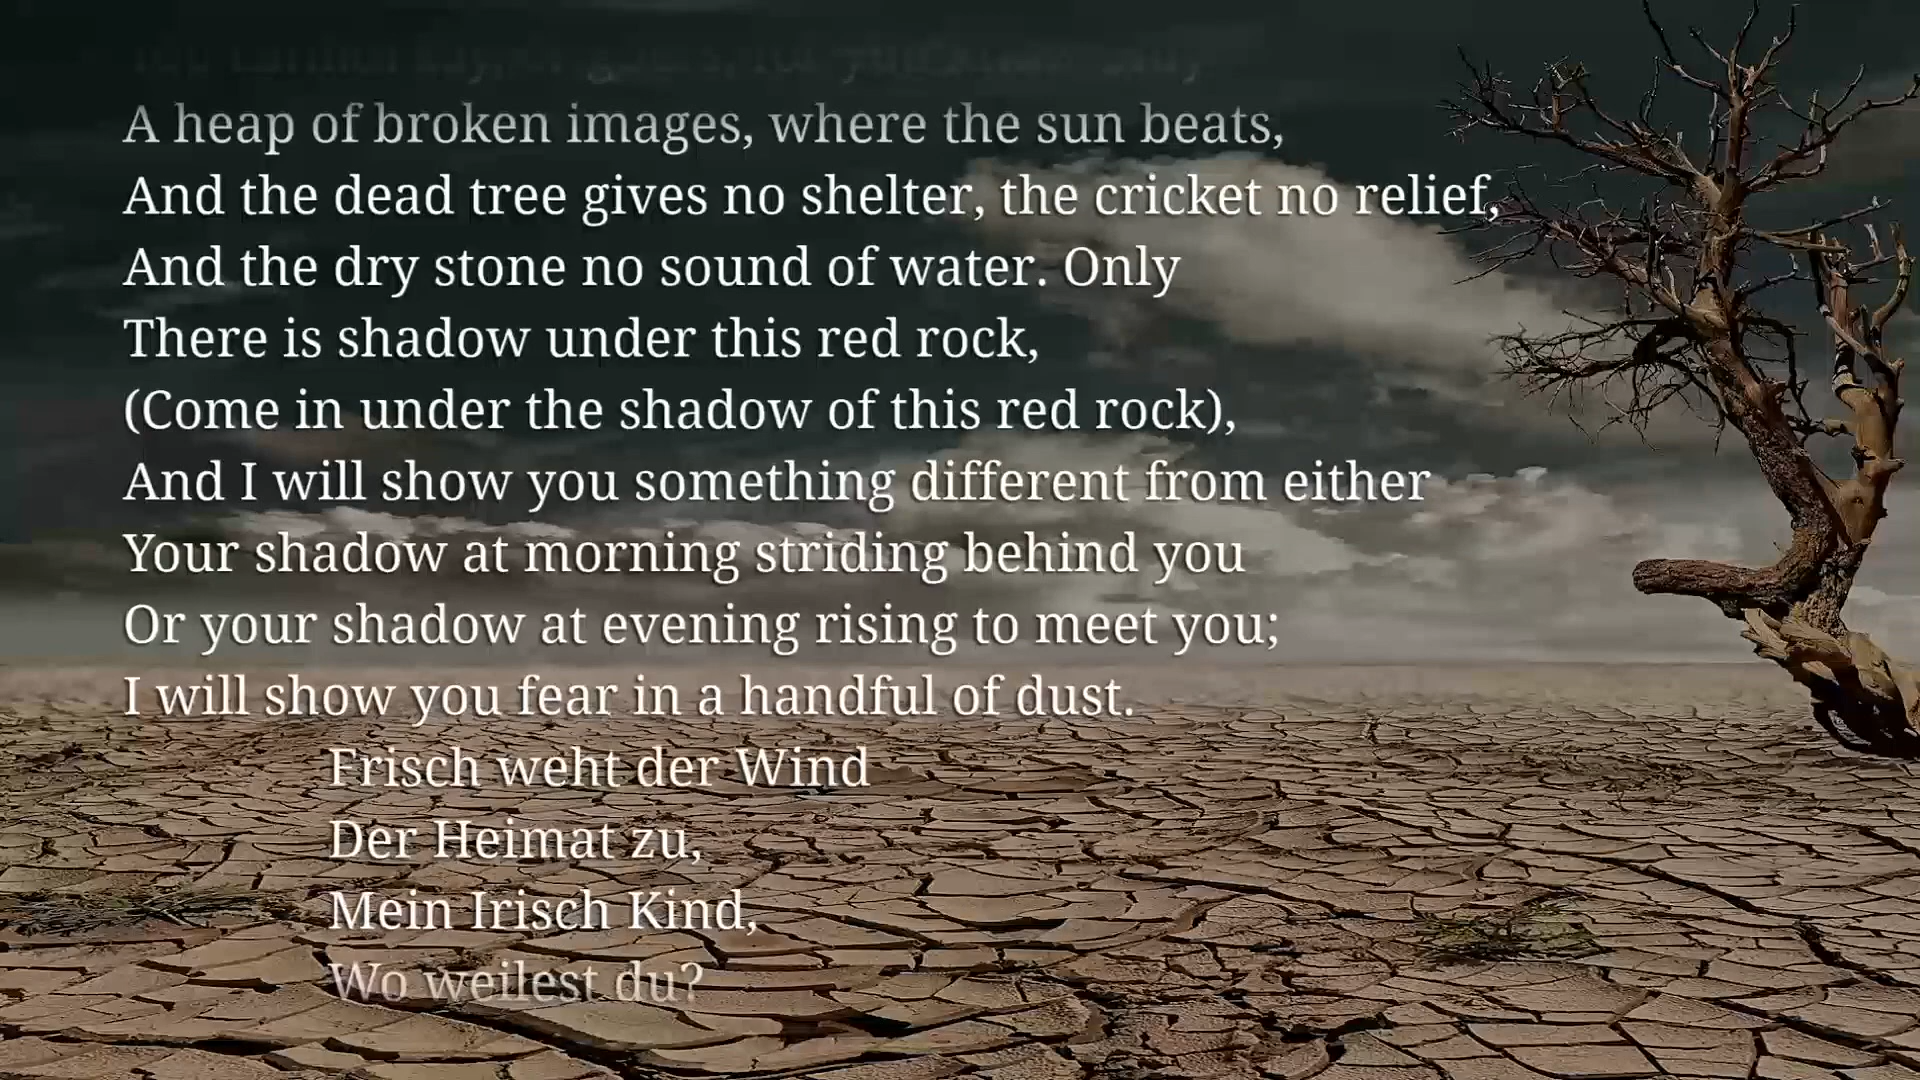 A heap of broken images, where the sun beats,
And the dead tree gives no shelter, the cricket no relief,
And the dry stone no sound of water. Only
There is shadow under this red rock,
(Come in under the shadow of this red rock),
And I will show you something different from either
Your shadow at morning striding behind you
Or your shadow at evening rising to meet you;
I will show you fear in a handful of dust.
Frisch weht der Wind
Der Heimat zu,
Mein Irisch Kind,
Wo weilest du?